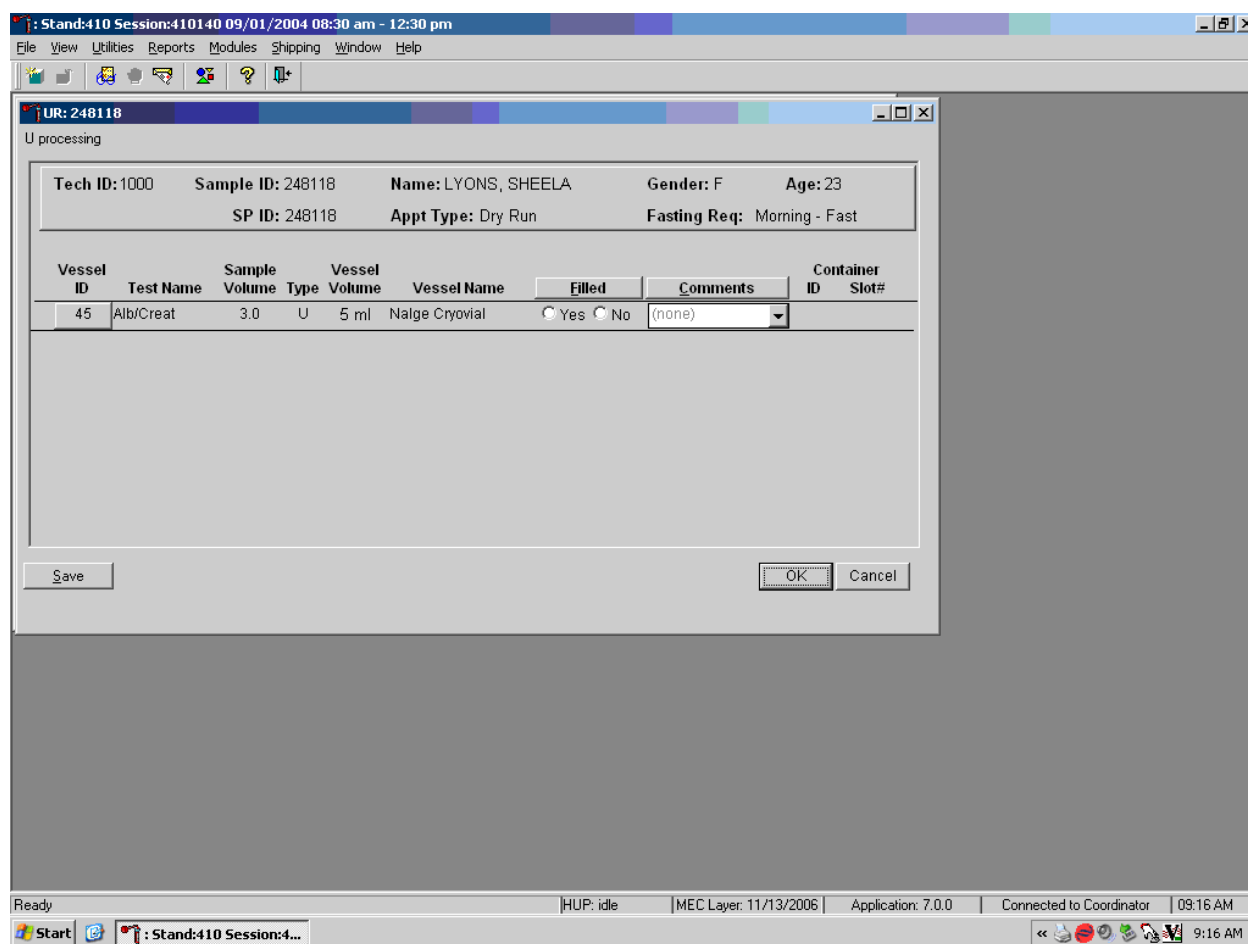 : Stand:410 Session:410140 09/01/2004 08:30 am - 12:30 pm
File View Utilities Reports Modules Shipping Window Help
UR: 248118
U processing
Tech ID: 1000 Sample ID: 248118 Name: LYONS, SHEELA Gender: F Age: 23
SP ID: 248118 Appt Type: Dry Run Fasting Req: Morning - Fast
Vessel Sample Vessel Container
ID Test Name Volume Type Volume Vessel Name Filled Comments ID Slot#
45 Alb/Creat 3.0 U 5 ml Nalge Cryovial Yes No (none)
Save OK Cancel
Ready HUP: idle MEC Layer: 11/13/2006 Application: 7.0.0 Connected to Coordinator 09:16 AM
Start : Stand:410 Session:4... « 9:16 AM